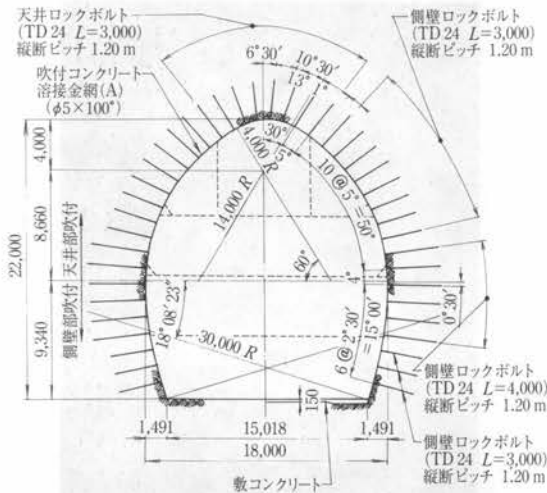 天井ロックボルト
(TD 24 L=3,000)
縦断ピッチ 1.20 m
吹付コンクリート
溶接金網(A)
(φ5×100°)
6°30′
10°30′
13°
1°
30°
5°
4,000 R
10 @ 5° = 50°
側壁ロックボルト
(TD 24 L=3,000)
縦断ピッチ 1.20 m
4,000
8,660
22,000
9,340
天井部吹付
側壁部吹付
14,000 R
60°
4°
0°30′
18°08′23″
30,000 R
6 @ 2°30′
=15°00′
150
側壁ロックボルト
(TD 24 L=4,000)
縦断ピッチ 1.20 m
側壁ロックボルト
(TD 24 L=3,000)
縦断ピッチ 1.20 m
1,491
15,018
1,491
18,000
敷コンクリート